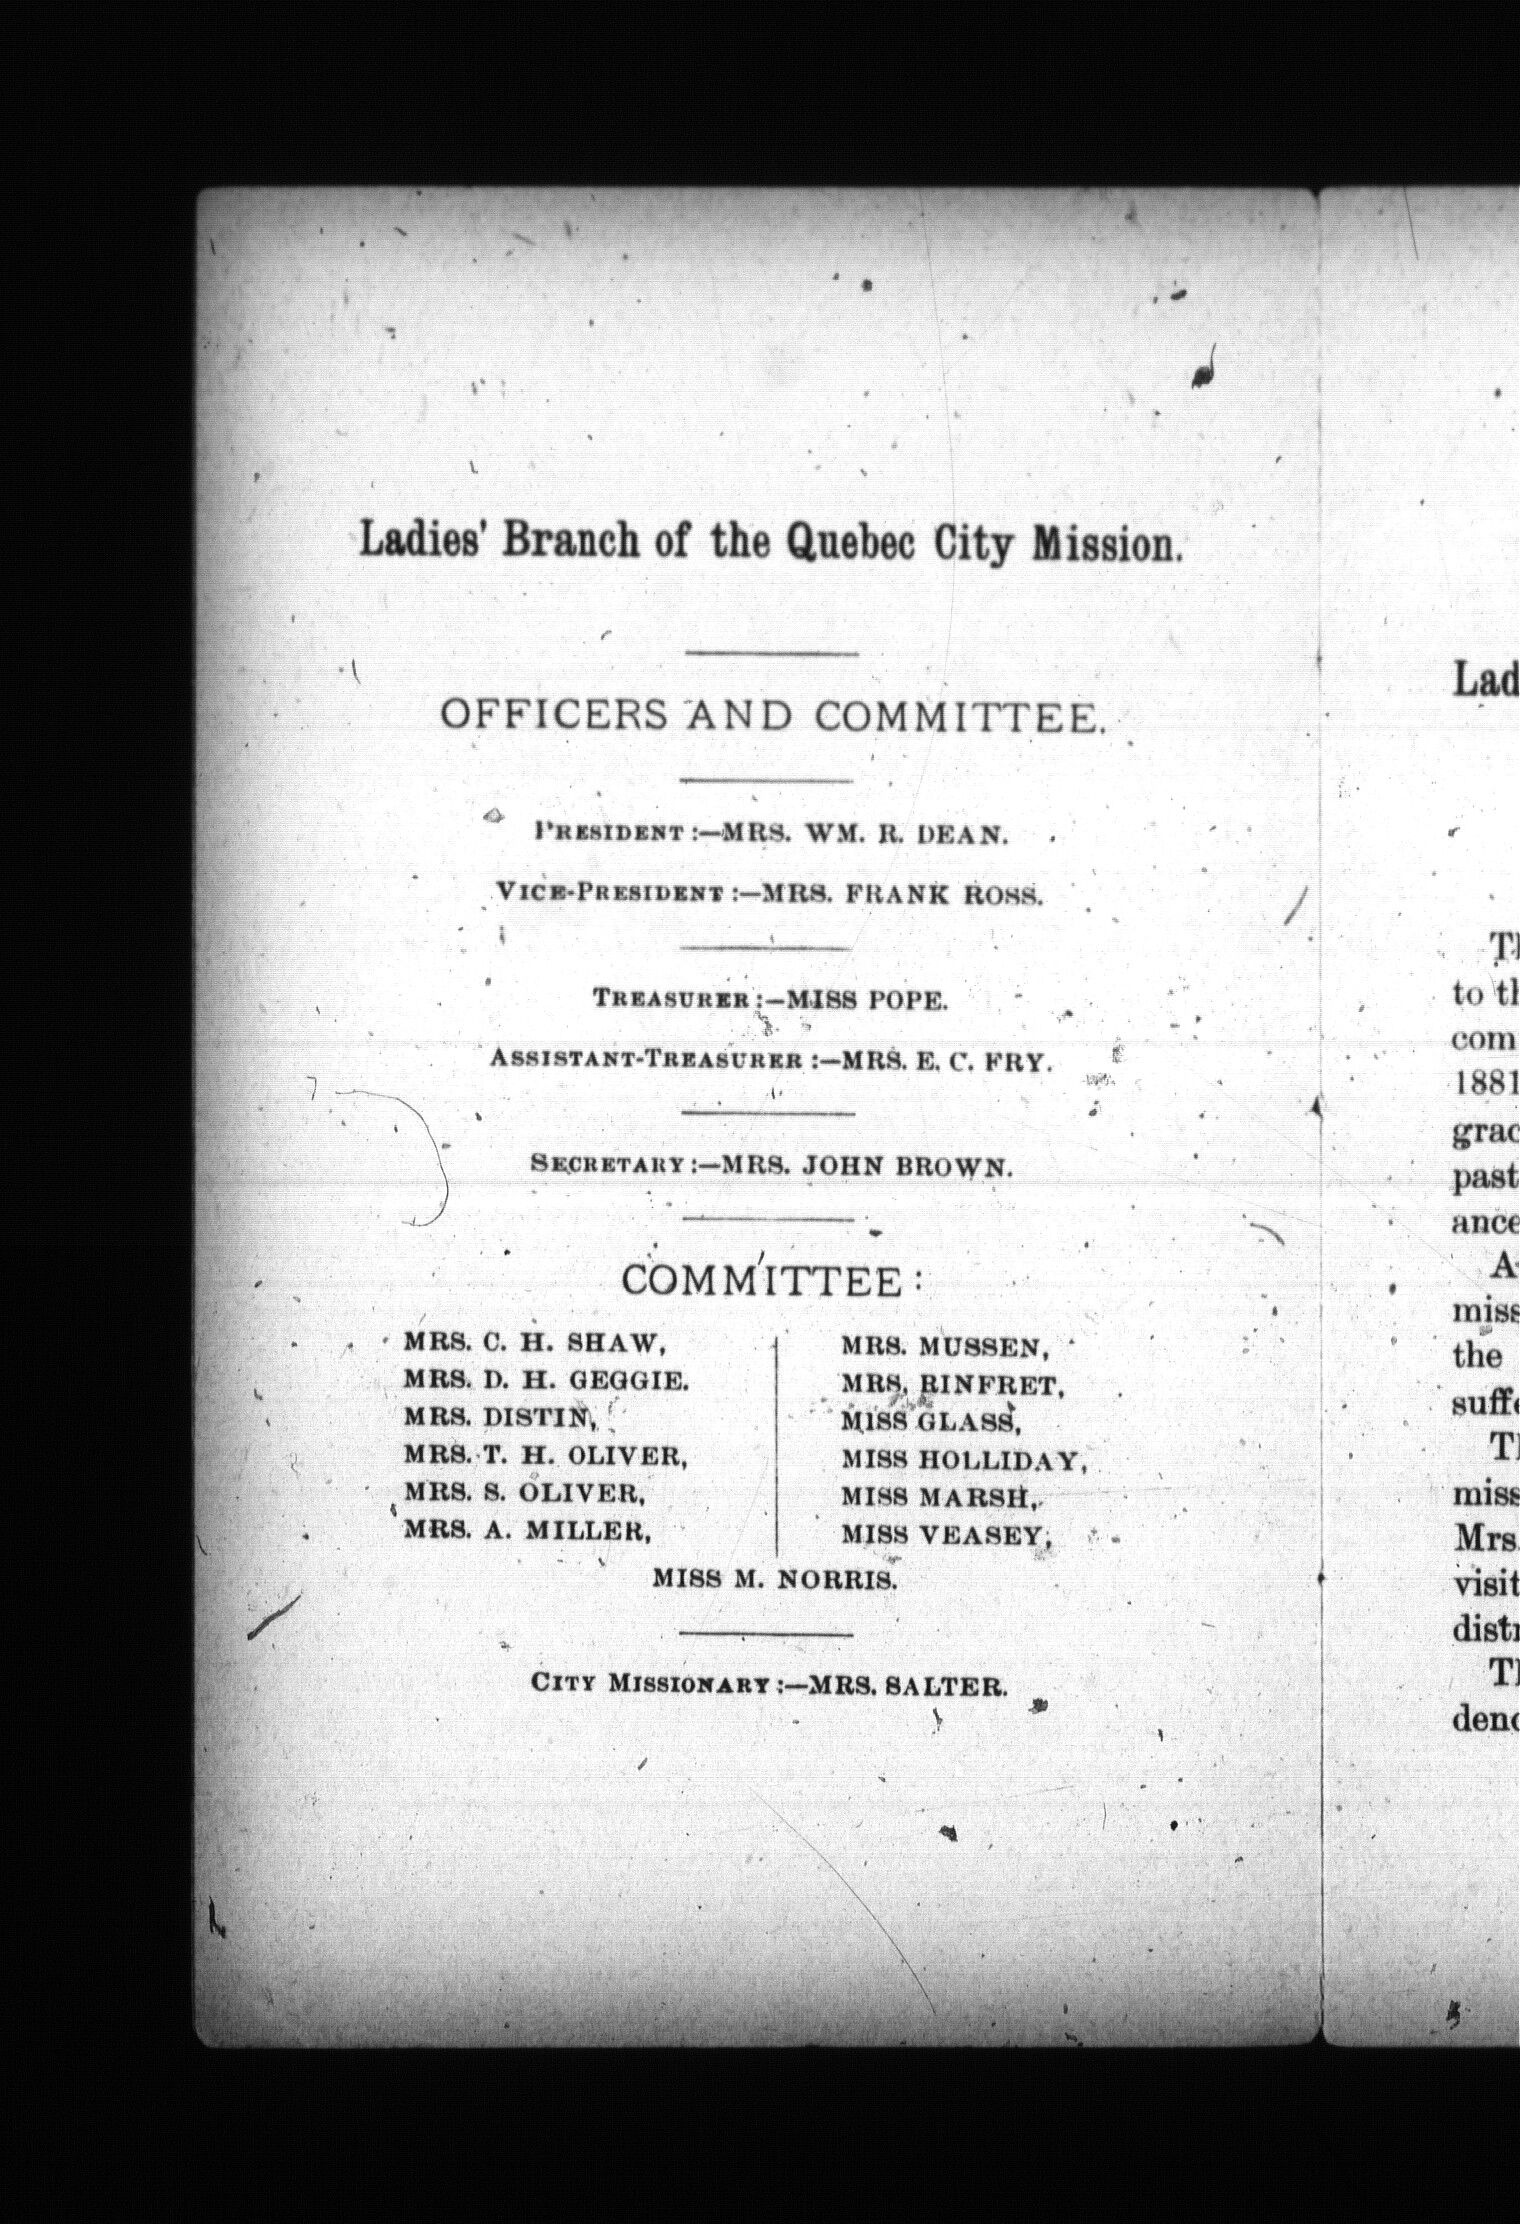 Ladies' Branch of the Quebec City Mission.
OFFICERS AND COMMITTEE.
PRESIDENT:—MRS. WM. R. DEAN.
VICE-PRESIDENT:—MRS. FRANK ROSS.
TREASURER:—MISS POPE.
ASSISTANT-TREASURER:—MRS. E. C. FRY.
SECRETARY:—MRS. JOHN BROWN.
COMMITTEE:
MRS. C. H. SHAW,
MRS. D. H. GEGGIE.
MRS. DISTIN,
MRS. T. H. OLIVER,
MRS. S. OLIVER,
MRS. A. MILLER,
MRS. MUSSEN,
MRS. RINFRET,
MISS GLASS,
MISS HOLLIDAY,
MISS MARSH,
MISS VEASEY,
MISS M. NORRIS.
CITY MISSIONARY:—MRS. SALTER.
Lad
Th
to th
com
1881
grac
past
ance
miss
the
suffe
Th
miss
Mrs.
visit
distr
Th
deno